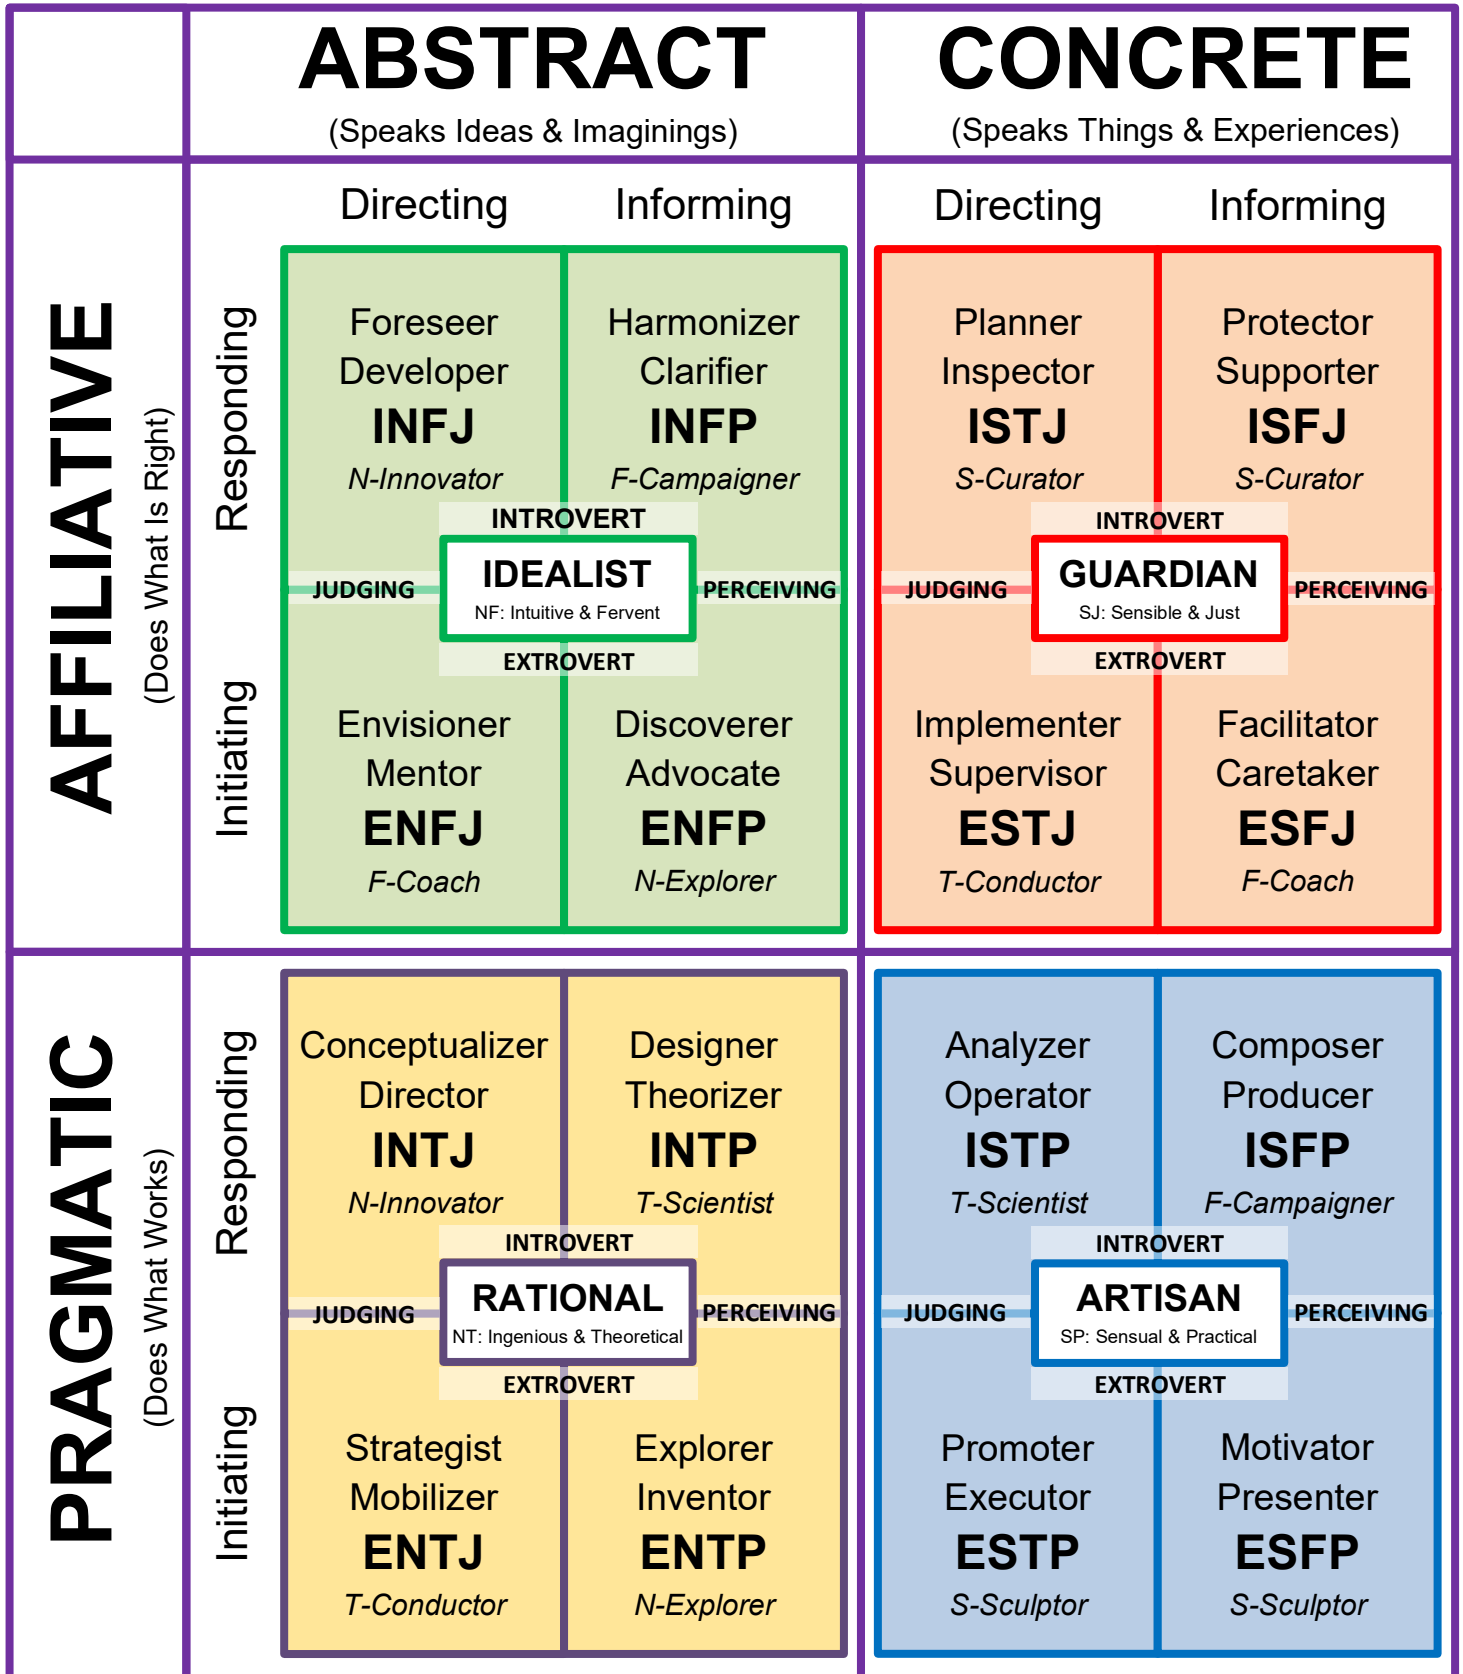 ABSTRACT
(Speaks Ideas & Imaginings)
CONCRETE
(Speaks Things & Experiences)
AFFILIATIVE
(Does What Is Right)
Responding
Initiating
Directing
Informing
Foreseer
Developer
INFJ
N-Innovator
Harmonizer
Clarifier
INFP
F-Campaigner
INTROVERT
JUDGING
IDEALIST
NF: Intuitive & Fervent
PERCEIVING
EXTROVERT
Envisioner
Mentor
ENFJ
F-Coach
Discoverer
Advocate
ENFP
N-Explorer
Directing
Informing
Planner
Inspector
ISTJ
S-Curator
Protector
Supporter
ISFJ
S-Curator
INTROVERT
JUDGING
GUARDIAN
SJ: Sensible & Just
PERCEIVING
EXTROVERT
Implementer
Supervisor
ESTJ
T-Conductor
Facilitator
Caretaker
ESFJ
F-Coach
PRAGMATIC
(Does What Works)
Responding
Initiating
Conceptualizer
Director
INTJ
N-Innovator
Designer
Theorizer
INTP
T-Scientist
INTROVERT
JUDGING
RATIONAL
NT: Ingenious & Theoretical
PERCEIVING
EXTROVERT
Strategist
Mobilizer
ENTJ
T-Conductor
Explorer
Inventor
ENTP
N-Explorer
Analyzer
Operator
ISTP
T-Scientist
Composer
Producer
ISFP
F-Campaigner
INTROVERT
JUDGING
ARTISAN
SP: Sensual & Practical
PERCEIVING
EXTROVERT
Promoter
Executor
ESTP
S-Sculptor
Motivator
Presenter
ESFP
S-Sculptor